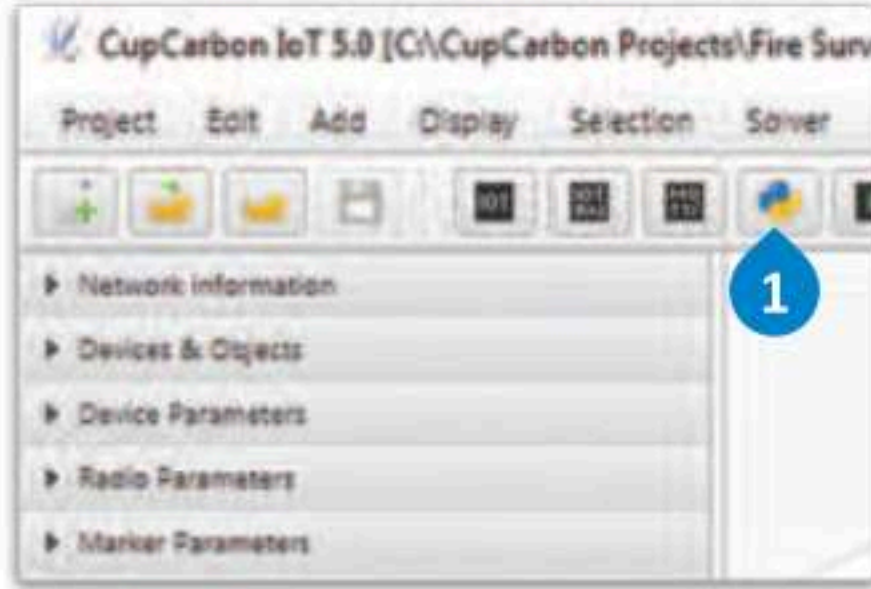 CupCarbon IoT 5.0 [C:\CupCarbon Projects\Fire Surv
Project Edit Add Display Selection Solver
IOT
1
Network information
Devices & Objects
Device Parameters
Radio Parameters
Marker Parameters